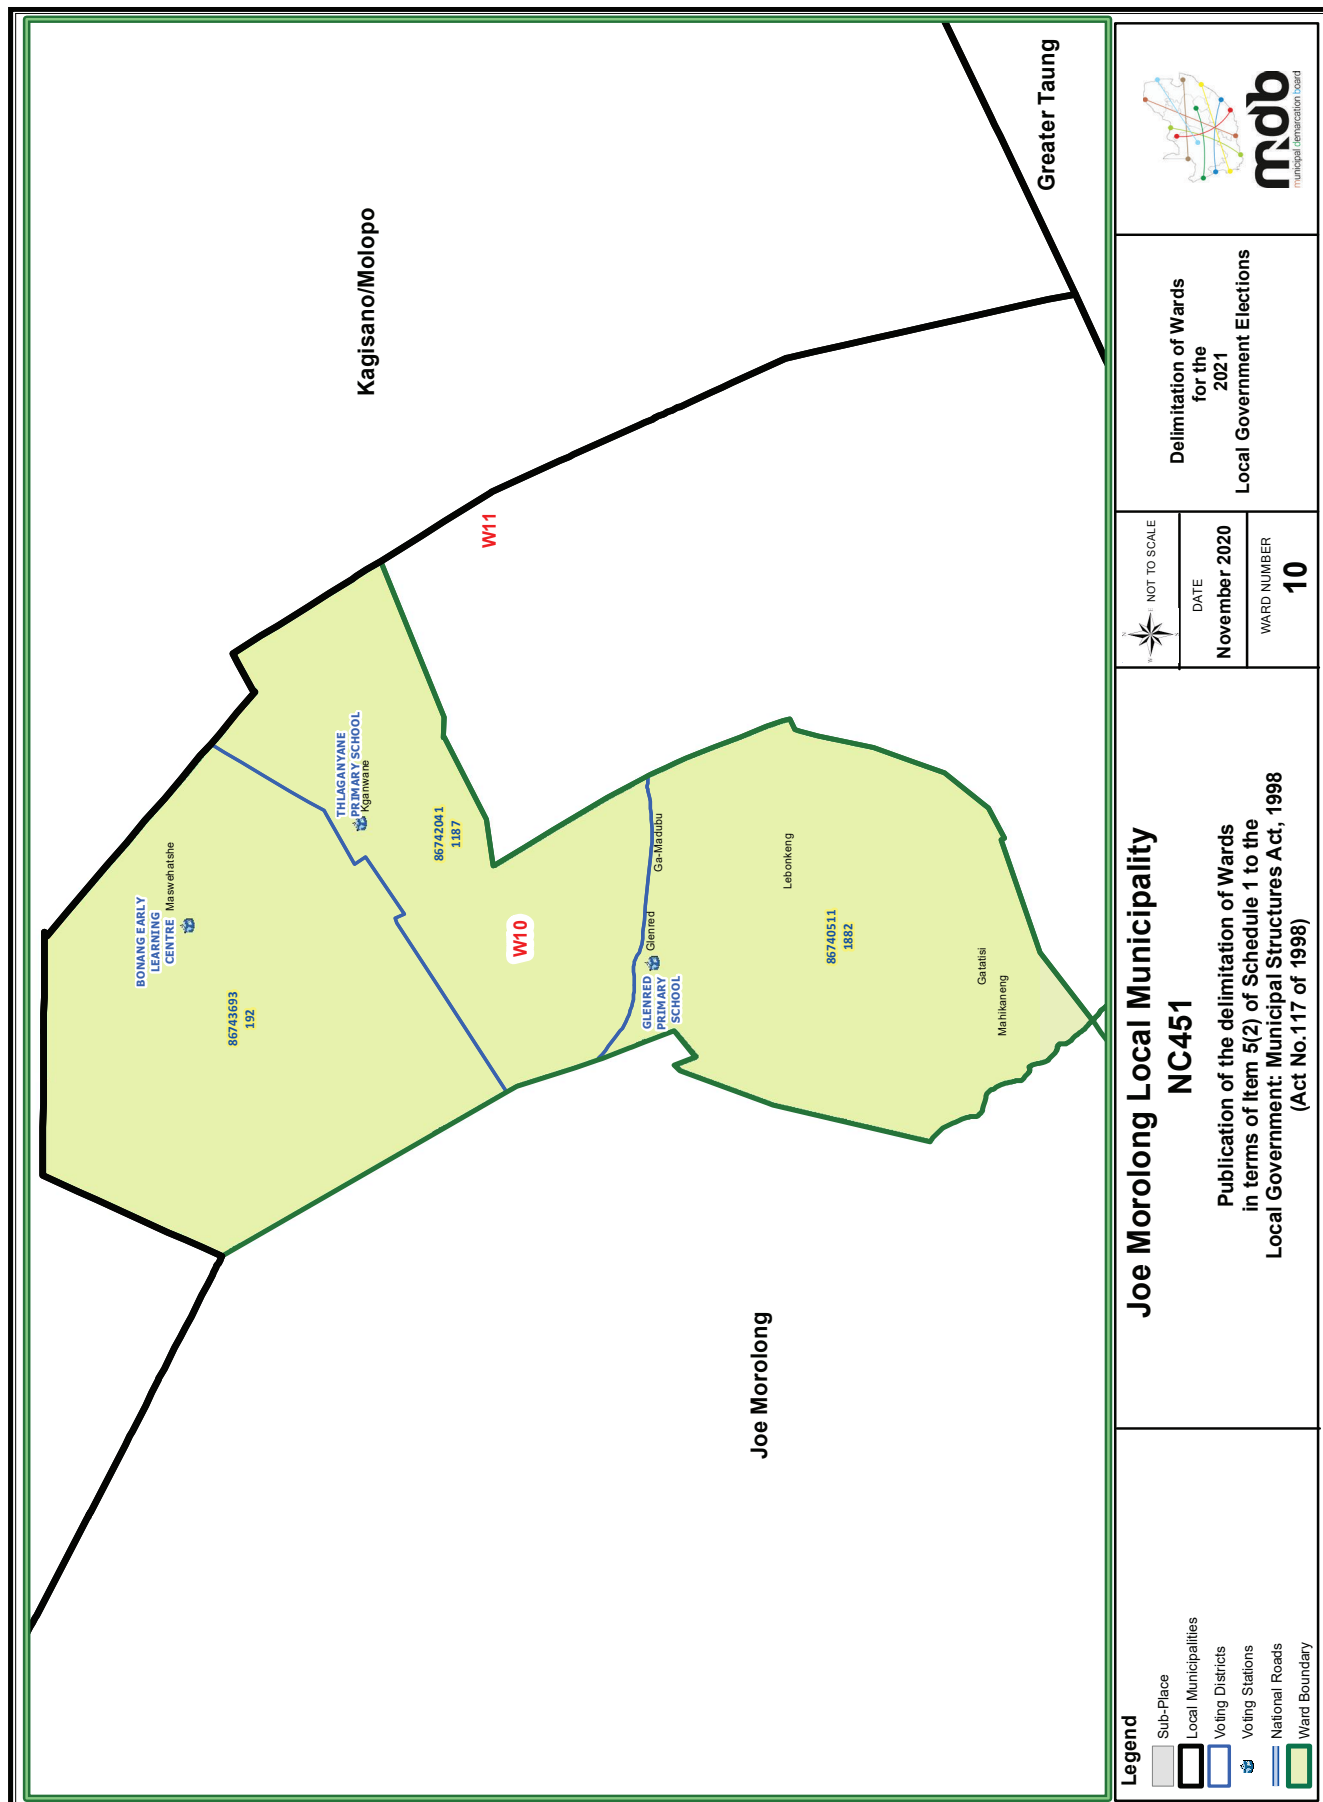 Kagisano/Molopo
Greater Taung
Joe Morolong
W11
W10
BONANG EARLY
LEARNING
CENTRE
Maswehatshe
86743693
192
THLAGANYANE
PRIMARY SCHOOL
Kganwane
86742041
1187
GLENRED
PRIMARY
SCHOOL
Glenred
Ga-Madubu
Lebonkeng
86740511
1882
Gatatisi
Mahikaneng
Legend
Sub-Place
Local Municipalities
Voting Districts
Voting Stations
National Roads
Ward Boundary
Joe Morolong Local Municipality
NC451
Publication of the delimitation of Wards
in terms of Item 5(2) of Schedule 1 to the
Local Government: Municipal Structures Act, 1998
(Act No.117 of 1998)
N
W
E
S
NOT TO SCALE
DATE
November 2020
WARD NUMBER
10
Delimitation of Wards
for the
2021
Local Government Elections
mdb
municipal demarcation board